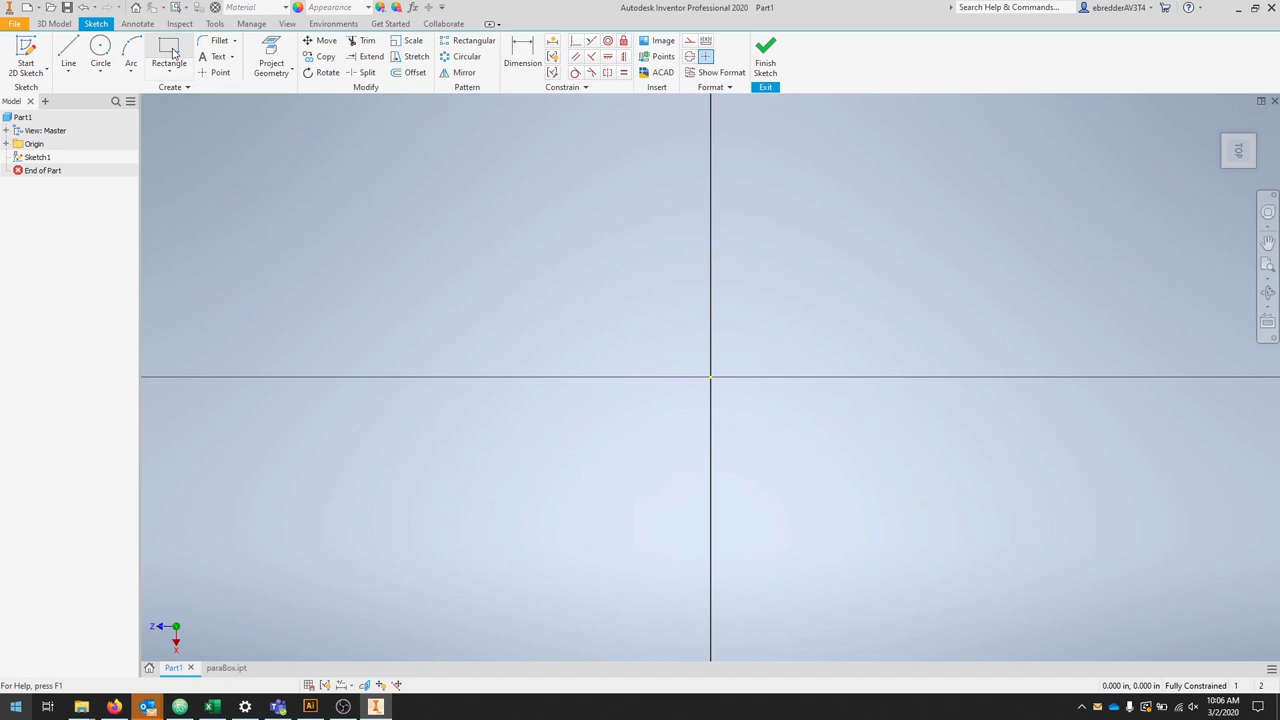 Material Appearance Autodesk Inventor Professional 2020 Part1 Search Help & Commands... ebredderAV3T4
File 3D Model Sketch Annotate Inspect Tools Manage View Environments Get Started Collaborate
Start 2D Sketch Line Circle Arc Rectangle Fillet Text Point Project Geometry Move Copy Rotate Trim Extend Split Scale Stretch Offset Rectangular Circular Mirror Dimension Image Points ACAD Show Format Finish Sketch
Sketch Create Modify Pattern Constrain Insert Format Exit
Model
Part1
View: Master
Origin
Sketch1
End of Part
TOP
Z
X
Part1 paraBox.ipt
For Help, press F1 0.000 in, 0.000 in Fully Constrained 1 2
10:06 AM
3/2/2020